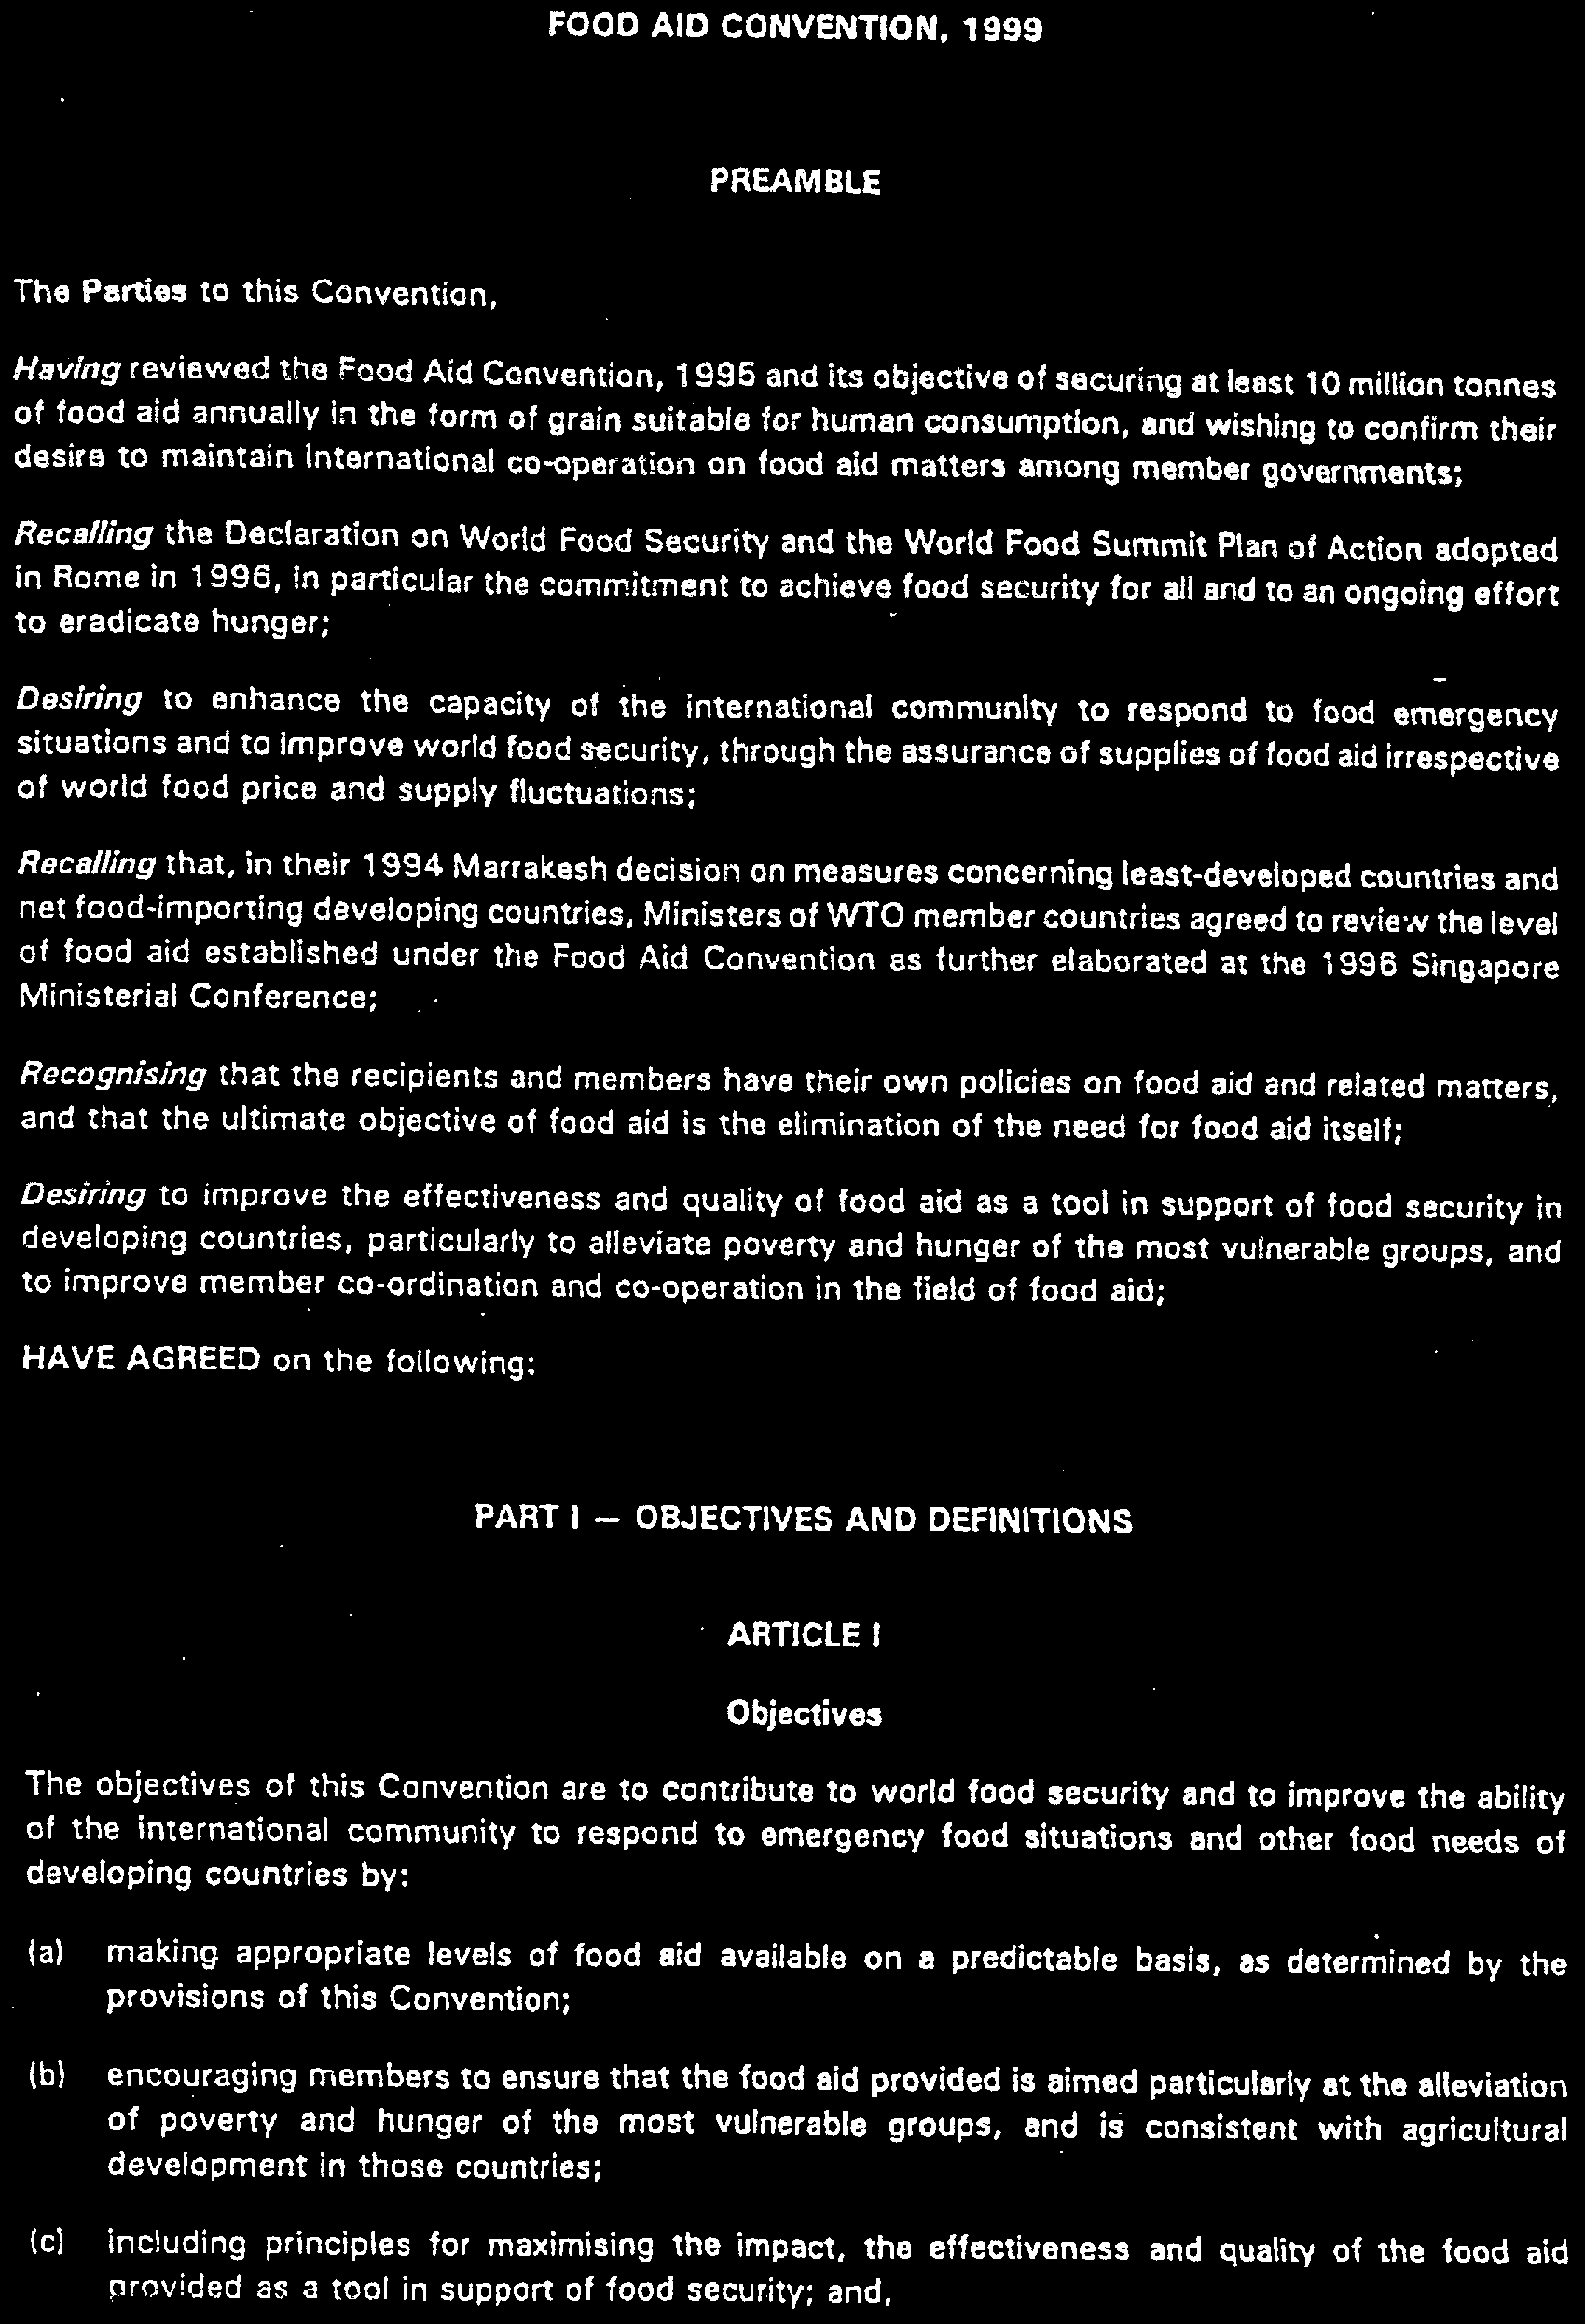 FOOD AID CONVENTION, 1999
PREAMBLE
The Parties to this Convention,
Having reviewed the Food Aid Convention, 1995 and its objective of securing at least 10 million tonnes
of food aid annually in the form of grain suitable for human consumption, and wishing to confirm their
desire to maintain international co-operation on food aid matters among member governments;
Recalling the Declaration on World Food Security and the World Food Summit Plan of Action adopted
in Rome in 1996, in particular the commitment to achieve food security for all and to an ongoing effort
to eradicate hunger;
Desiring to enhance the capacity of the international community to respond to food emergency
situations and to improve world food security, through the assurance of supplies of food aid irrespective
of world food price and supply fluctuations;
Recalling that, in their 1994 Marrakesh decision on measures concerning least-developed countries and
net food-importing developing countries, Ministers of WTO member countries agreed to review the level
of food aid established under the Food Aid Convention as further elaborated at the 1996 Singapore
Ministerial Conference;
Recognising that the recipients and members have their own policies on food aid and related matters,
and that the ultimate objective of food aid is the elimination of the need for food aid itself;
Desiring to improve the effectiveness and quality of food aid as a tool in support of food security in
developing countries, particularly to alleviate poverty and hunger of the most vulnerable groups, and
to improve member co-ordination and co-operation in the field of food aid;
HAVE AGREED on the following:
PART I — OBJECTIVES AND DEFINITIONS
ARTICLE I
Objectives
The objectives of this Convention are to contribute to world food security and to improve the ability
of the international community to respond to emergency food situations and other food needs of
developing countries by:
(a) making appropriate levels of food aid available on a predictable basis, as determined by the
provisions of this Convention;
(b) encouraging members to ensure that the food aid provided is aimed particularly at the alleviation
of poverty and hunger of the most vulnerable groups, and is consistent with agricultural
development in those countries;
(c) including principles for maximising the impact, the effectiveness and quality of the food aid
provided as a tool in support of food security; and,